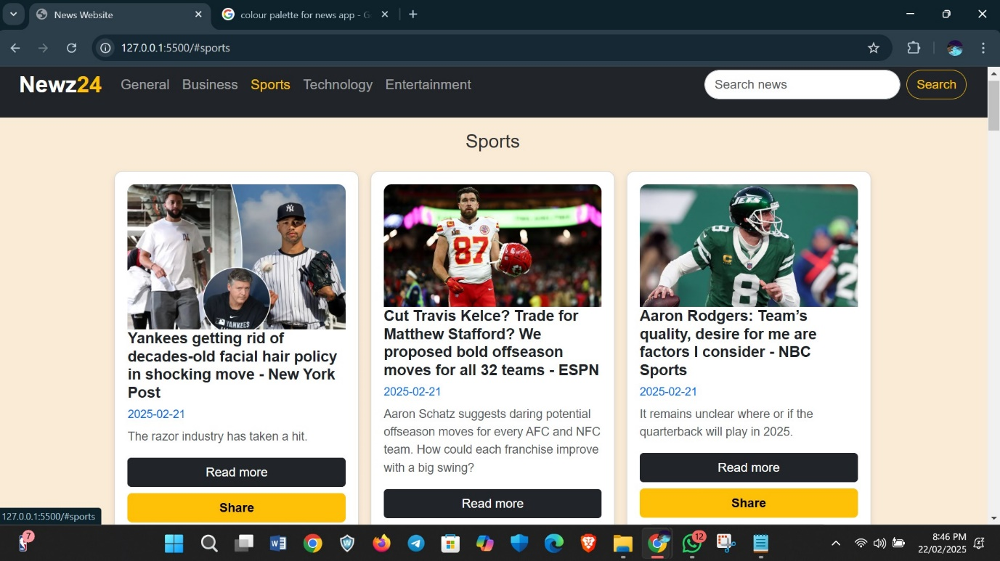 News Website
colour palette for news app - G
127.0.0.1:5500/#sports
Newz24 General Business Sports Technology Entertainment
Search news
Search
Sports
Yankees getting rid of
decades-old facial hair policy
in shocking move - New York
Post
2025-02-21
The razor industry has taken a hit.
Read more
Share
87
Cut Travis Kelce? Trade for
Matthew Stafford? We
proposed bold offseason
moves for all 32 teams - ESPN
2025-02-21
Aaron Schatz suggests daring potential
offseason moves for every AFC and NFC
team. How could each franchise improve
with a big swing?
Read more
JETS
8
8
Aaron Rodgers: Team’s
quality, desire for me are
factors I consider - NBC
Sports
2025-02-21
It remains unclear where or if the
quarterback will play in 2025.
Read more
Share
YANKEES
127.0.0.1:5500/#sports
7
12
8:46 PM
22/02/2025